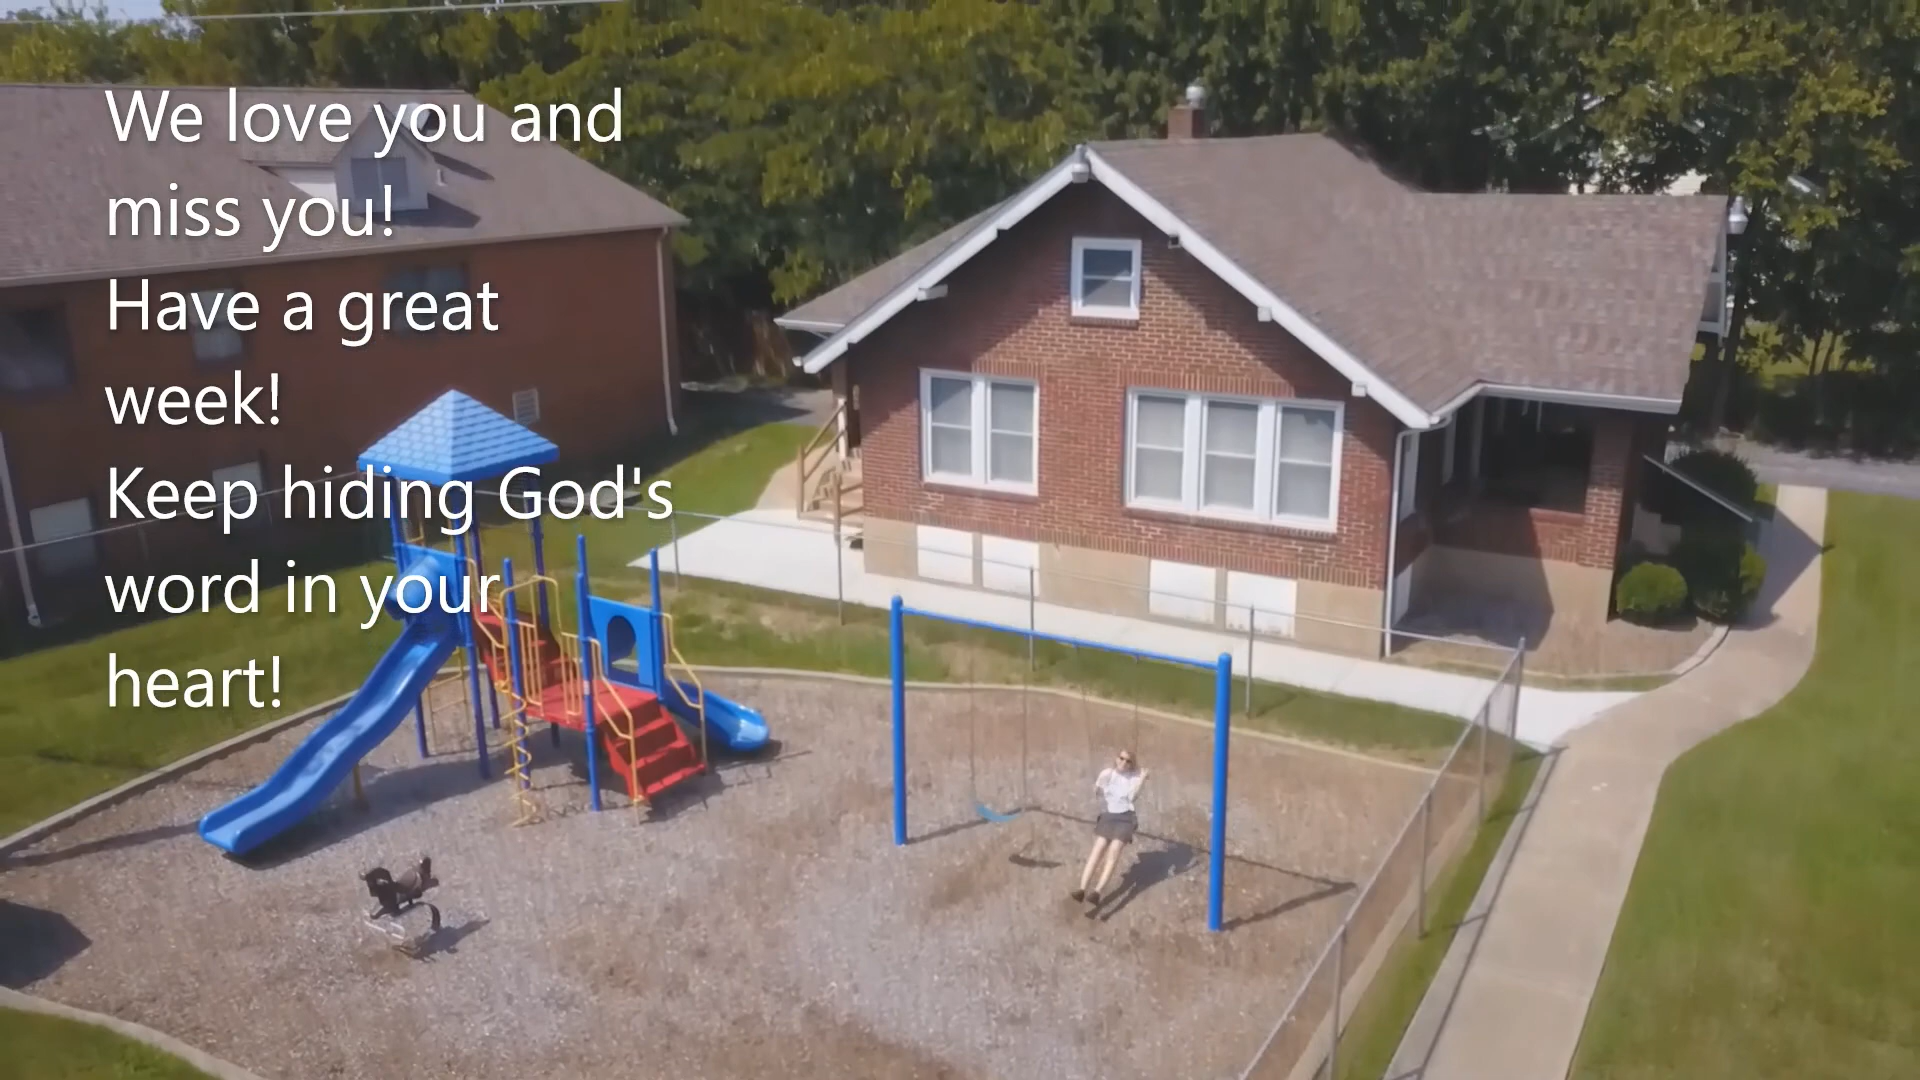 We love you and
miss you!
Have a great
week!
Keep hiding God's
word in your
heart!